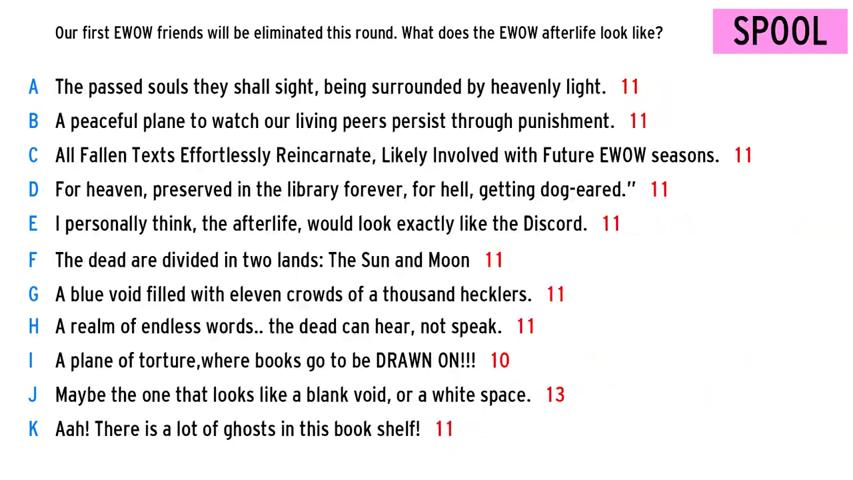 Our first EWOW friends will be eliminated this round. What does the EWOW afterlife look like?
SPOOL
A The passed souls they shall sight, being surrounded by heavenly light. 11
B A peaceful plane to watch our living peers persist through punishment. 11
C All Fallen Texts Effortlessly Reincarnate, Likely Involved with Future EWOW seasons. 11
D For heaven, preserved in the library forever, for hell, getting dog-eared.” 11
E I personally think, the afterlife, would look exactly like the Discord. 11
F The dead are divided in two lands: The Sun and Moon 11
G A blue void filled with eleven crowds of a thousand hecklers. 11
H A realm of endless words.. the dead can hear, not speak. 11
I A plane of torture,where books go to be DRAWN ON!!! 10
J Maybe the one that looks like a blank void, or a white space. 13
K Aah! There is a lot of ghosts in this book shelf! 11